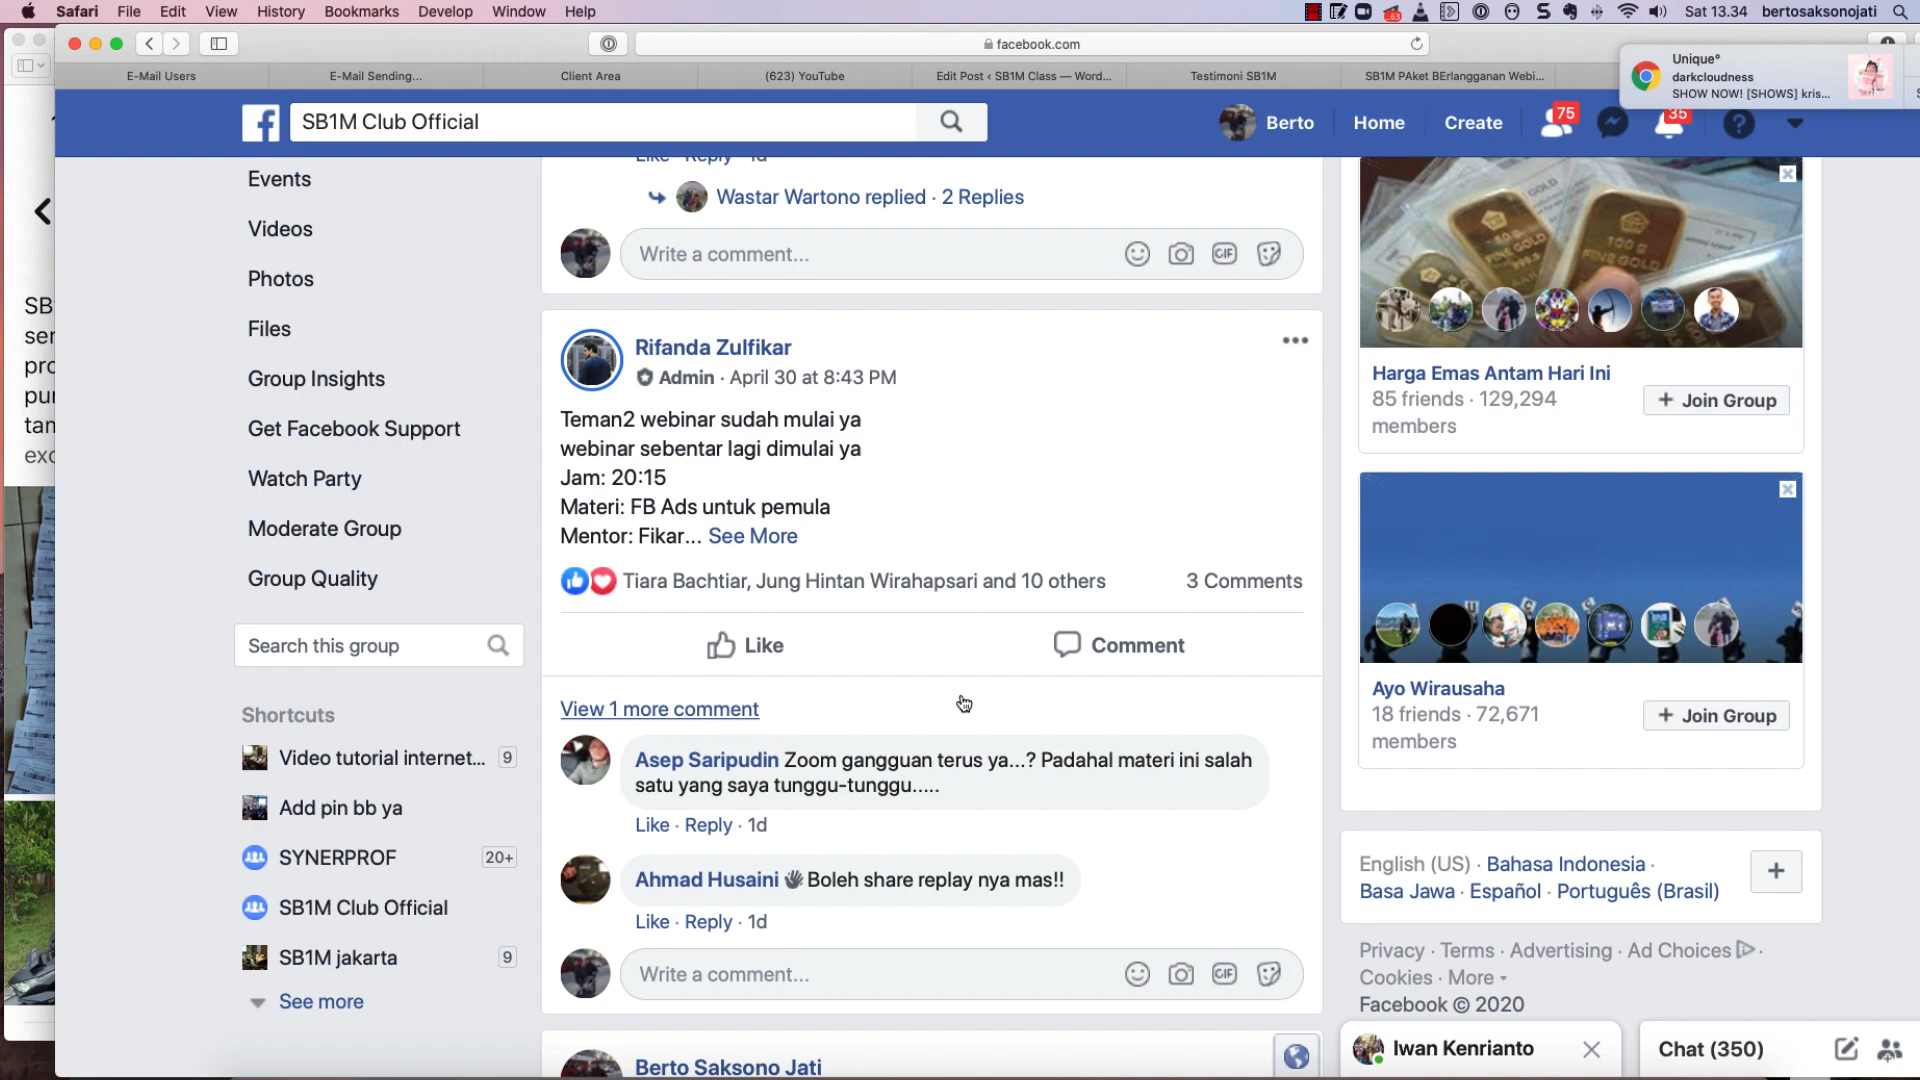 Safari File Edit View History Bookmarks Develop Window Help
63
Sat 13.34 bertosaksonojati
facebook.com
E-Mail Users
E-Mail Sending...
Client Area
(623) YouTube
Edit Post ‹ SB1M Class — Word...
Testimoni SB1M
SB1M PAket BErlangganan Webi...
Unique°
darkcloudness
SHOW NOW! [SHOWS] kris...
SB1M Club Official
Berto
Home
Create
75
35
Events
Videos
Photos
Files
Group Insights
Get Facebook Support
Watch Party
Moderate Group
Group Quality
Search this group
Shortcuts
Video tutorial internet... 9
Add pin bb ya
SYNERPROF 20+
SB1M Club Official
SB1M jakarta 9
See more
Like · Reply · 1d
Wastar Wartono replied · 2 Replies
Write a comment...
GIF
Rifanda Zulfikar
Admin · April 30 at 8:43 PM
Teman2 webinar sudah mulai ya
webinar sebentar lagi dimulai ya
Jam: 20:15
Materi: FB Ads untuk pemula
Mentor: Fikar... See More
Tiara Bachtiar, Jung Hintan Wirahapsari and 10 others
3 Comments
Like
Comment
View 1 more comment
Asep Saripudin Zoom gangguan terus ya...? Padahal materi ini salah
satu yang saya tunggu-tunggu.....
Like · Reply · 1d
Ahmad Husaini 👋 Boleh share replay nya mas!!
Like · Reply · 1d
Write a comment...
GIF
Berto Saksono Jati
GOLD
100 g
FINE GOLD
Harga Emas Antam Hari Ini
85 friends · 129,294
members
+ Join Group
Ayo Wirausaha
18 friends · 72,671
members
+ Join Group
English (US) · Bahasa Indonesia ·
Basa Jawa · Español · Português (Brasil)
Privacy · Terms · Advertising · Ad Choices ·
Cookies · More
Facebook © 2020
Iwan Kenrianto
Chat (350)